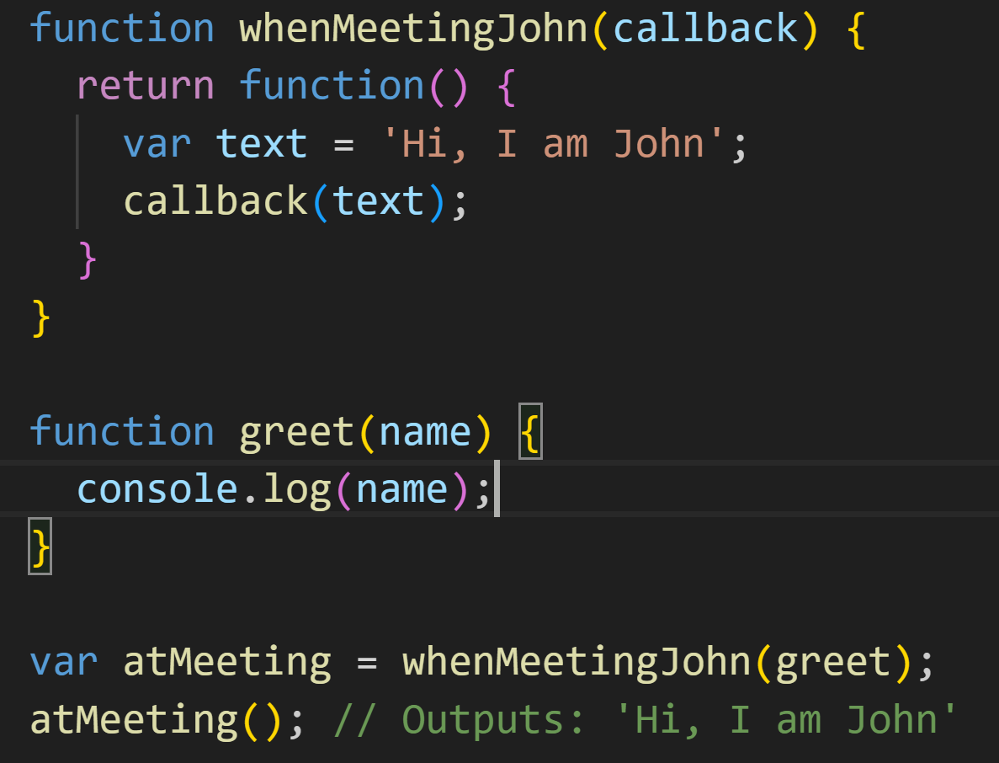 function whenMeetingJohn(callback) {
  return function() {
    var text = 'Hi, I am John';
    callback(text);
  }
}

function greet(name) {
  console.log(name);
}

var atMeeting = whenMeetingJohn(greet);
atMeeting(); // Outputs: 'Hi, I am John'